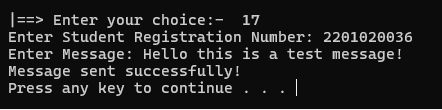 |==> Enter your choice:-  17
Enter Student Registration Number: 2201020036
Enter Message: Hello this is a test message!
Message sent successfully!
Press any key to continue . . .